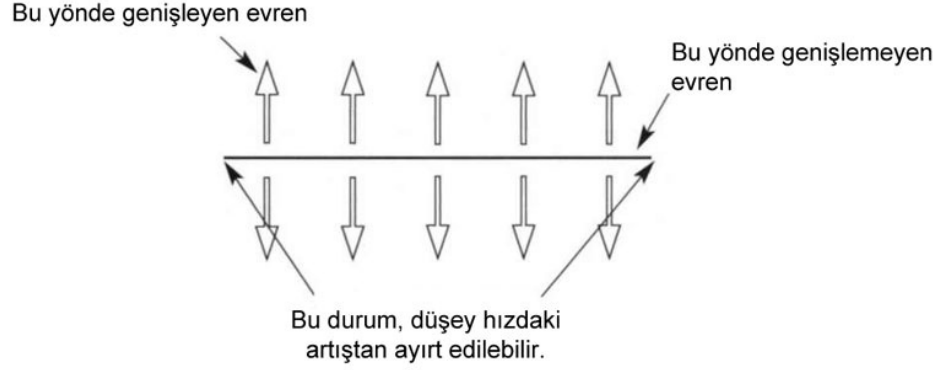 Bu yönde genişleyen evren
Bu yönde genişlemeyen
evren
Bu durum, düşey hızdaki
artıştan ayırt edilebilir.